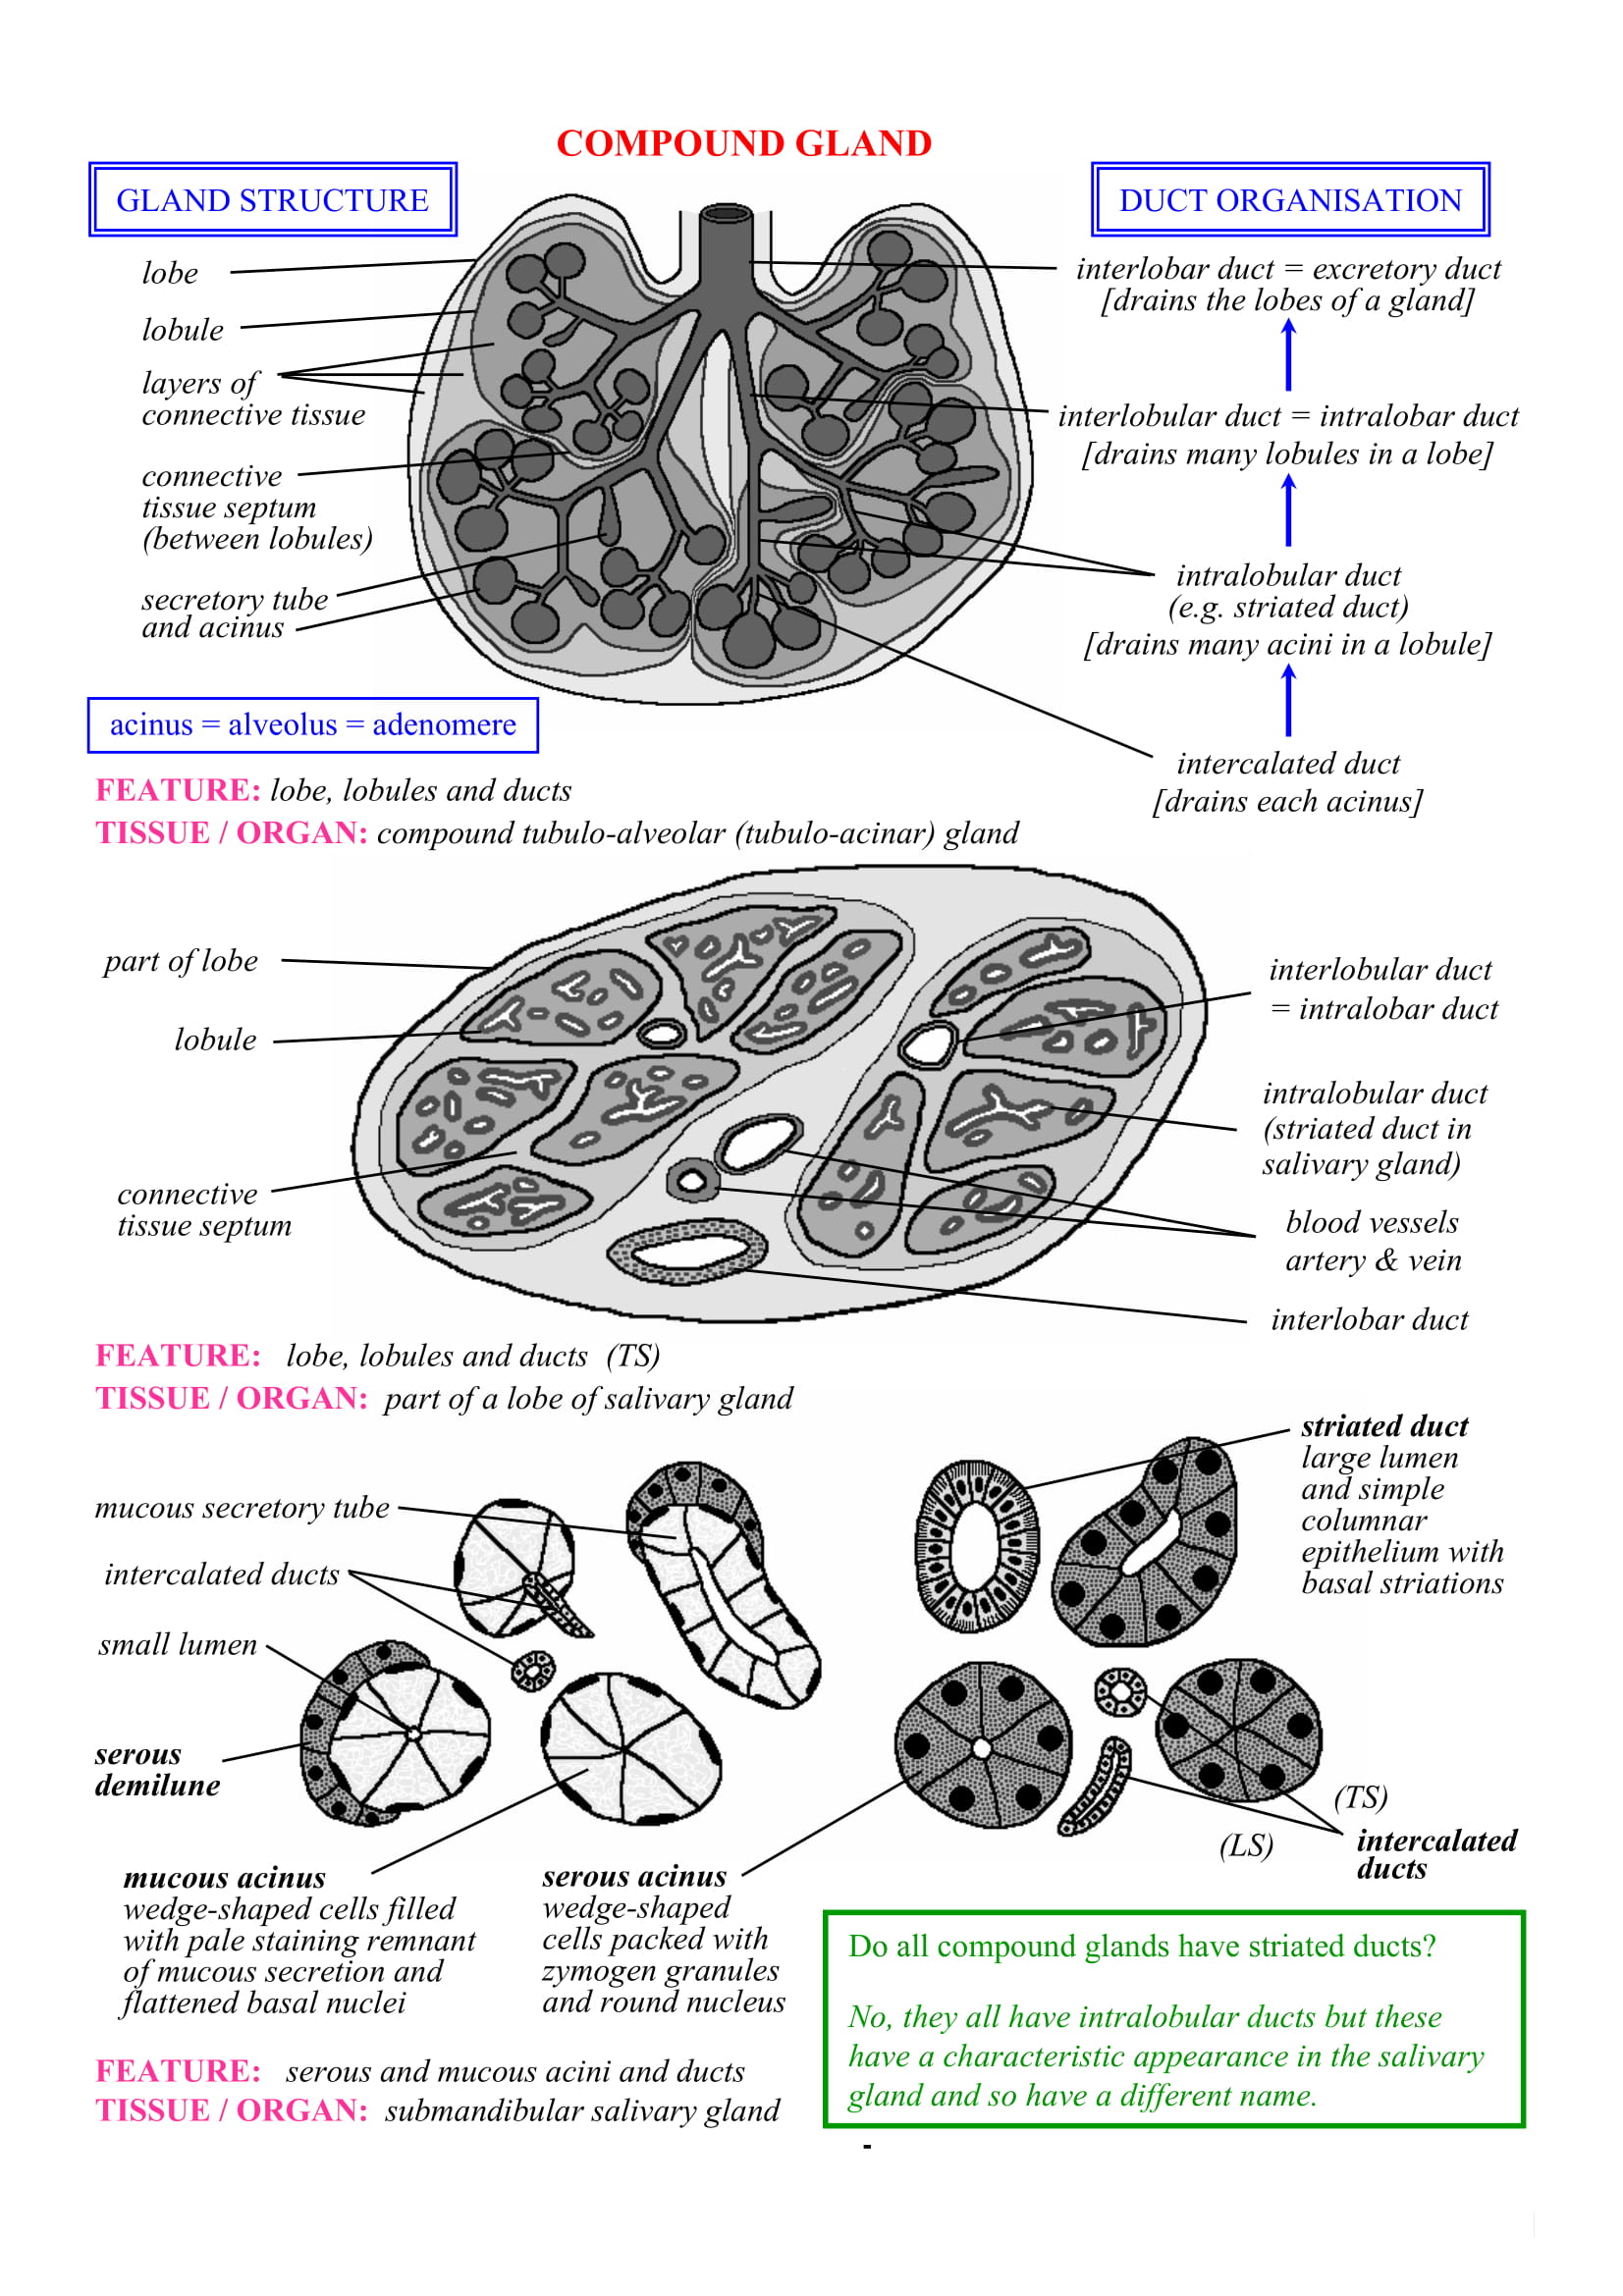 COMPOUND GLAND
GLAND STRUCTURE
lobe
lobule
layers of
connective tissue
connective
tissue septum
(between lobules)
secretory tube
and acinus
DUCT ORGANISATION
interlobar duct = excretory duct
[drains the lobes of a gland]
interlobular duct = intralobar duct
[drains many lobules in a lobe]
intralobular duct
(e.g. striated duct)
[drains many acini in a lobule]
intercalated duct
[drains each acinus]
acinus = alveolus = adenomere
FEATURE: lobe, lobules and ducts
TISSUE / ORGAN: compound tubulo-alveolar (tubulo-acinar) gland
part of lobe
lobule
connective
tissue septum
interlobular duct
= intralobar duct
intralobular duct
(striated duct in
salivary gland)
blood vessels
artery & vein
interlobar duct
FEATURE: lobe, lobules and ducts (TS)
TISSUE / ORGAN: part of a lobe of salivary gland
mucous secretory tube
intercalated ducts
small lumen
serous
demilune
striated duct
large lumen
and simple
columnar
epithelium with
basal striations
(TS)
(LS)
intercalated
ducts
mucous acinus
wedge-shaped cells filled
with pale staining remnant
of mucous secretion and
flattened basal nuclei
serous acinus
wedge-shaped
cells packed with
zymogen granules
and round nucleus
FEATURE: serous and mucous acini and ducts
TISSUE / ORGAN: submandibular salivary gland
Do all compound glands have striated ducts?
No, they all have intralobular ducts but these
have a characteristic appearance in the salivary
gland and so have a different name.
-